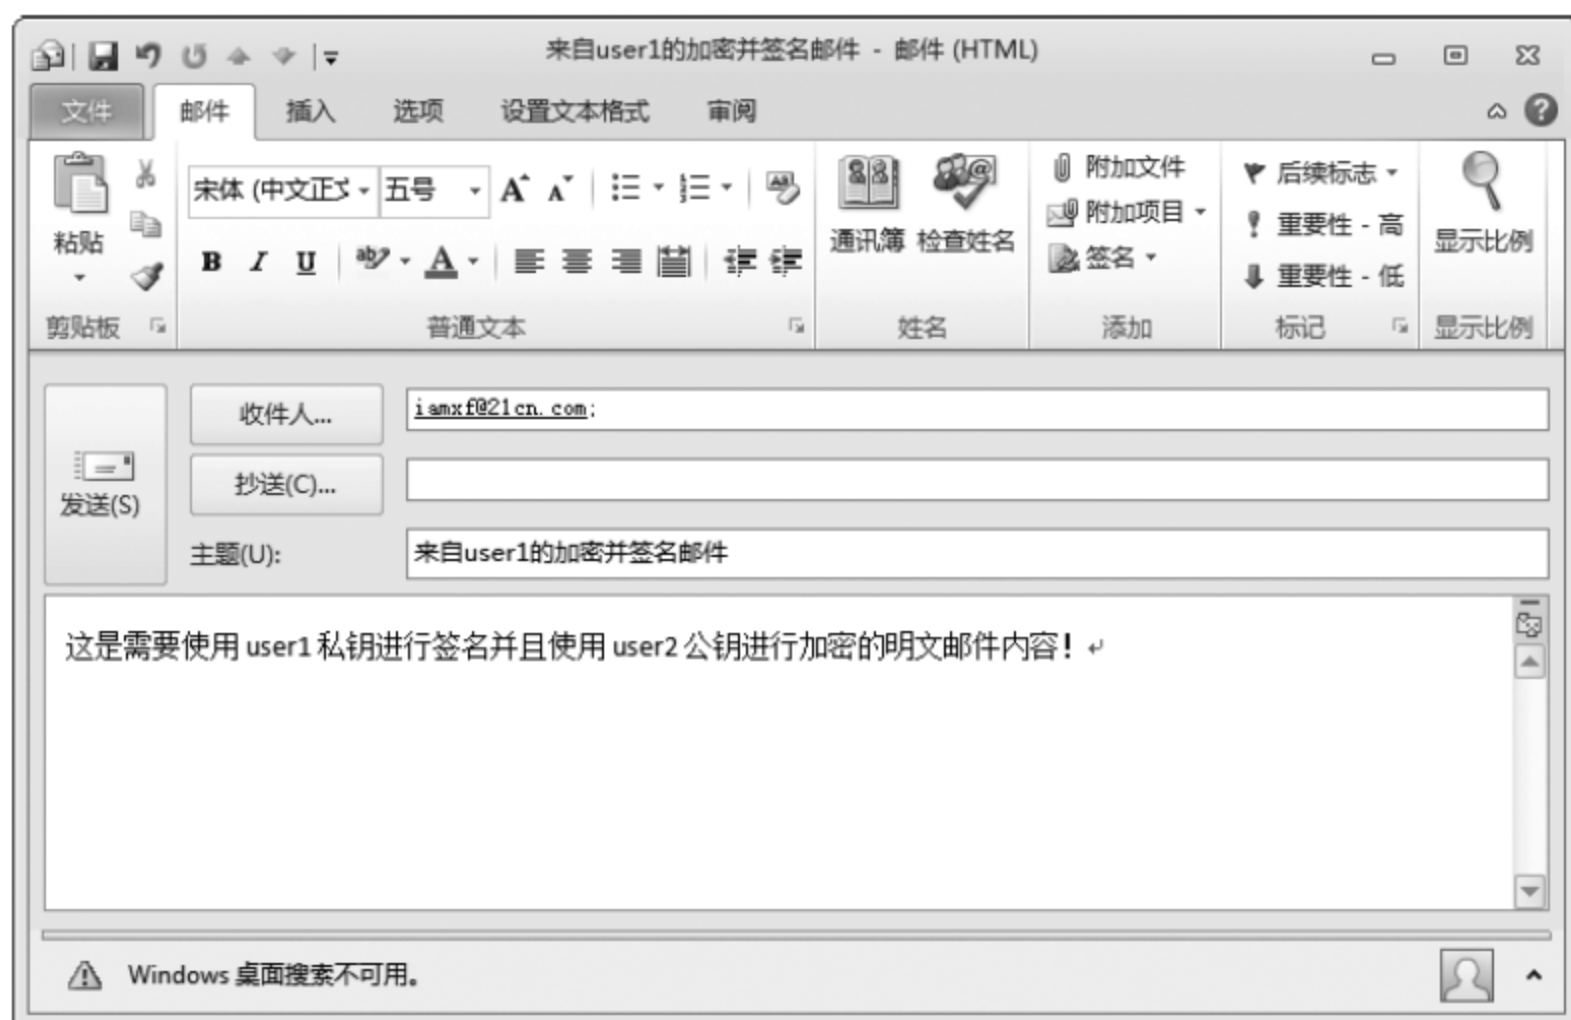 来自user1的加密并签名邮件 - 邮件 (HTML)
文件 邮件 插入 选项 设置文本格式 审阅
粘贴
宋体 (中文正文 五号
B I U
通讯簿 检查姓名
附加文件
附加项目
签名
后续标志
重要性 - 高
重要性 - 低
显示比例
剪贴板 普通文本 姓名 添加 标记 显示比例
发送(S)
收件人... iamxf@21cn.com;
抄送(C)...
主题(U): 来自user1的加密并签名邮件
这是需要使用 user1 私钥进行签名并且使用 user2 公钥进行加密的明文邮件内容！
Windows 桌面搜索不可用。